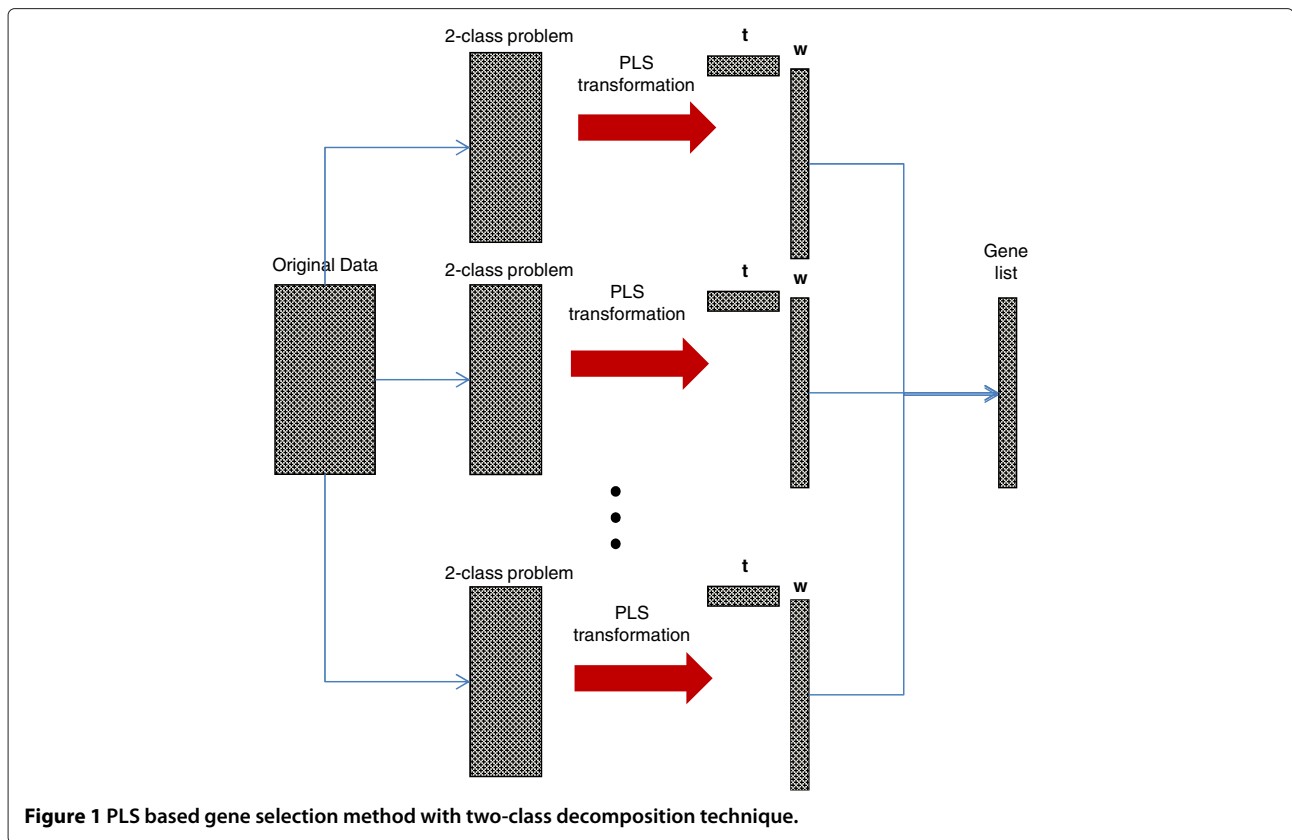 2-class problem
PLS
transformation
t
w
Original Data
2-class problem
PLS
transformation
t
w
Gene
list
2-class problem
PLS
transformation
t
w
Figure 1 PLS based gene selection method with two-class decomposition technique.